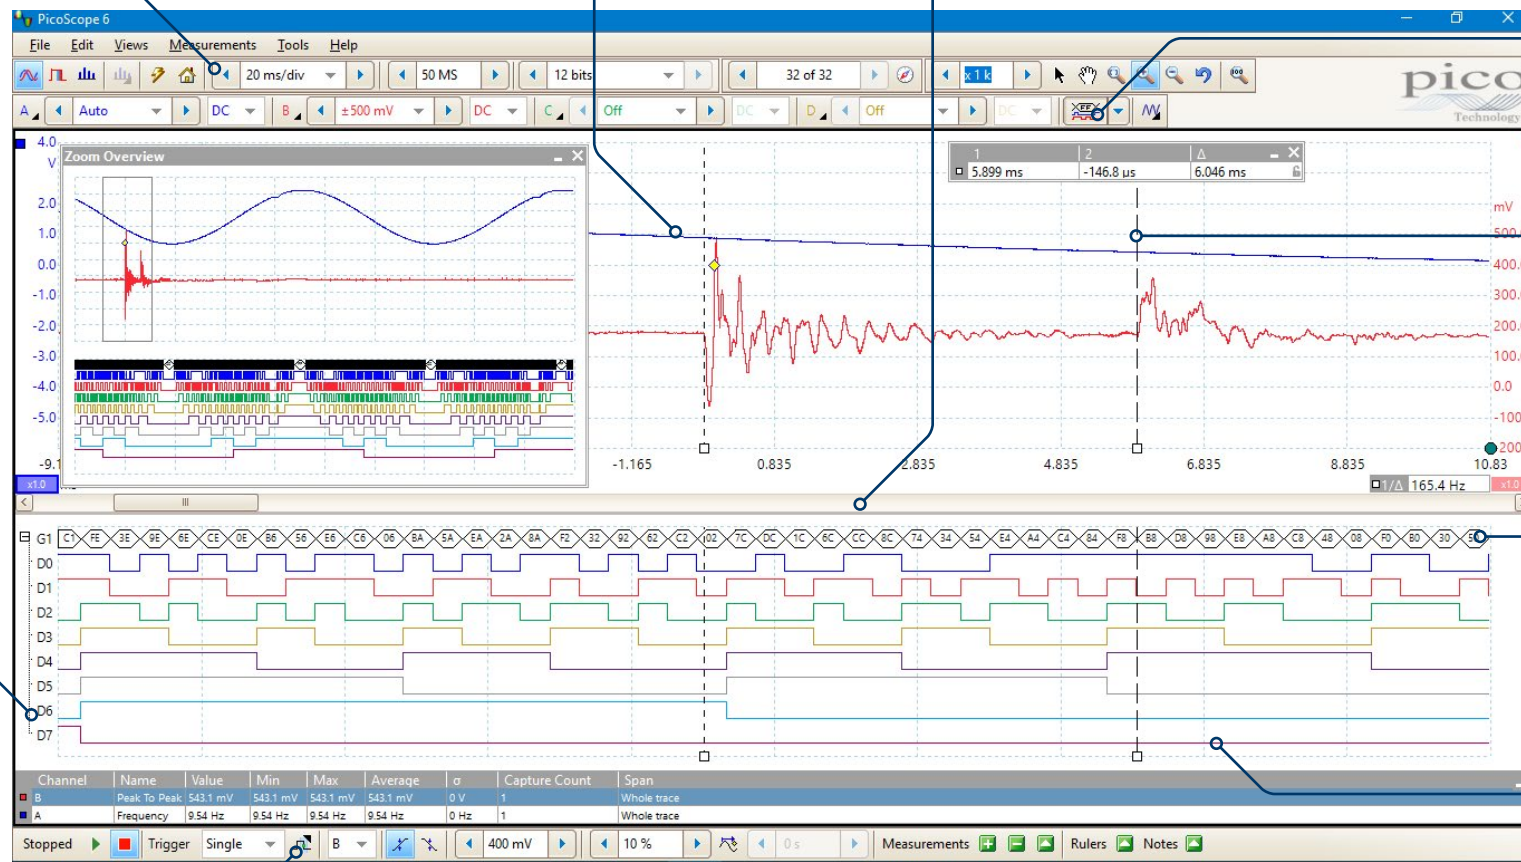 PicoScope 6
File Edit Views Measurements Tools Help
20 ms/div 50 MS 12 bits 32 of 32 x 1 k
pico
Technology
A Auto DC B ±500 mV DC C Off DC D Off DC
4.0 V
Zoom Overview
1 2 Δ
5.899 ms -146.8 µs 6.046 ms
2.0 mV
1.0 500.0
0.0 400.
-1.0 300.
-2.0 200.
-3.0 100.
-4.0 0.0
-5.0 -100
-200
-9.1 -1.165 0.835 2.835 4.835 6.835 8.835 10.83
x1.0 ms 1/Δ 165.4 Hz x1.0
G1 C1 FE 3E 9E 6E CE 0E B6 56 E6 C6 06 BA 5A EA 2A 8A F2 32 92 62 C2 02 7C DC 1C 6C CC 8C 74 34 54 E4 A4 C4 84 F8 B8 D8 98 E8 A8 C8 48 08 F0 B0 30
D0
D1
D2
D3
D4
D5
D6
D7
Channel Name Value Min Max Average σ Capture Count Span
B Peak To Peak 543.1 mV 543.1 mV 543.1 mV 543.1 mV 0 V 1 Whole trace
A Frequency 9.54 Hz 9.54 Hz 9.54 Hz 9.54 Hz 0 Hz 1 Whole trace
Stopped Trigger Single B 400 mV 10 % 0 s Measurements Rulers Notes